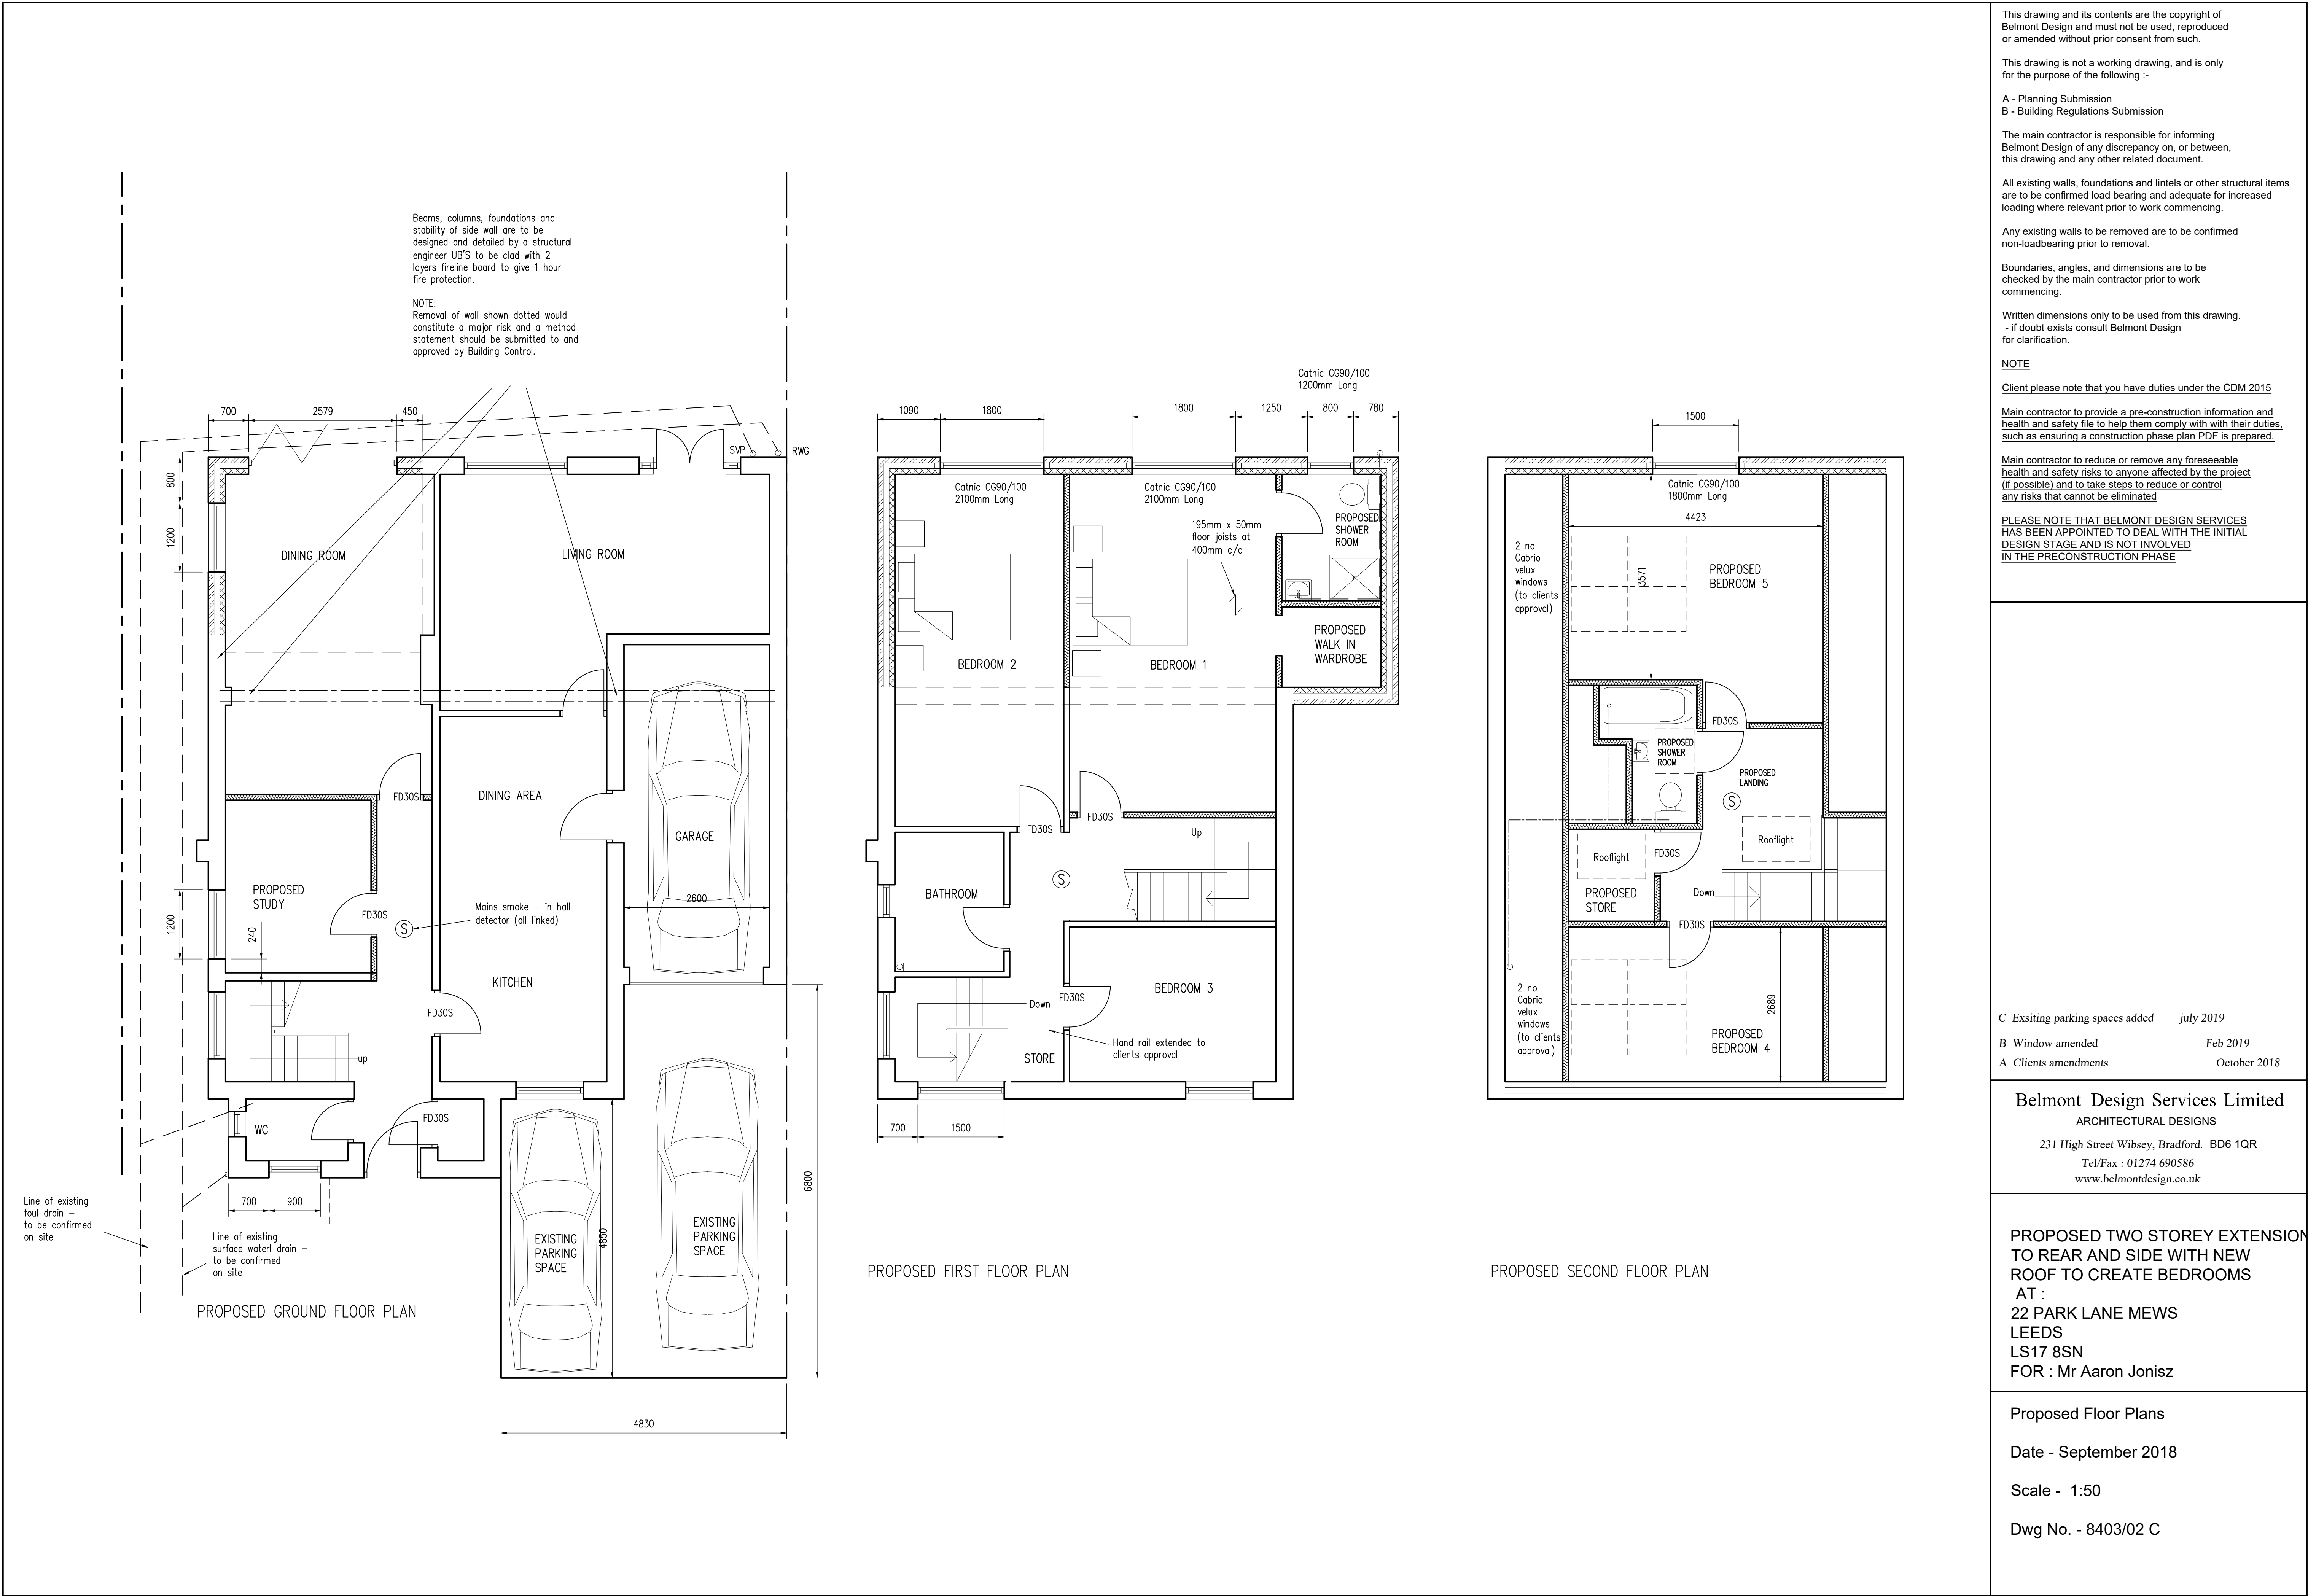 This drawing and its contents are the copyright of
Belmont Design and must not be used, reproduced
or amended without prior consent from such.
This drawing is not a working drawing, and is only
for the purpose of the following :-
A - Planning Submission
B - Building Regulations Submission
The main contractor is responsible for informing
Belmont Design of any discrepancy on, or between,
this drawing and any other related document.
All existing walls, foundations and lintels or other structural items
are to be confirmed load bearing and adequate for increased
loading where relevant prior to work commencing.
Any existing walls to be removed are to be confirmed
non-loadbearing prior to removal.
Boundaries, angles, and dimensions are to be
checked by the main contractor prior to work
commencing.
Written dimensions only to be used from this drawing.
- if doubt exists consult Belmont Design
for clarification.
NOTE
Client please note that you have duties under the CDM 2015
Main contractor to provide a pre-construction information and
health and safety file to help them comply with with their duties,
such as ensuring a construction phase plan PDF is prepared.
Main contractor to reduce or remove any foreseeable
health and safety risks to anyone affected by the project
(if possible) and to take steps to reduce or control
any risks that cannot be eliminated
PLEASE NOTE THAT BELMONT DESIGN SERVICES
HAS BEEN APPOINTED TO DEAL WITH THE INITIAL
DESIGN STAGE AND IS NOT INVOLVED
IN THE PRECONSTRUCTION PHASE
C Exsiting parking spaces added july 2019
B Window amended Feb 2019
A Clients amendments October 2018
Belmont Design Services Limited
ARCHITECTURAL DESIGNS
231 High Street Wibsey, Bradford. BD6 1QR
Tel/Fax : 01274 690586
www.belmontdesign.co.uk
PROPOSED TWO STOREY EXTENSION
TO REAR AND SIDE WITH NEW
ROOF TO CREATE BEDROOMS
AT :
22 PARK LANE MEWS
LEEDS
LS17 8SN
FOR : Mr Aaron Jonisz
Proposed Floor Plans
Date - September 2018
Scale - 1:50
Dwg No. - 8403/02 C
Beams, columns, foundations and
stability of side wall are to be
designed and detailed by a structural
engineer UB'S to be clad with 2
layers fireline board to give 1 hour
fire protection.
NOTE:
Removal of wall shown dotted would
constitute a major risk and a method
statement should be submitted to and
approved by Building Control.
700
2579
450
SVP
RWG
800
1200
DINING ROOM
LIVING ROOM
FD30S
DINING AREA
GARAGE
2600
PROPOSED
STUDY
FD30S
1200
240
S
Mains smoke – in hall
detector (all linked)
KITCHEN
FD30S
up
FD30S
WC
700
900
6800
4850
EXISTING
PARKING
SPACE
EXISTING
PARKING
SPACE
4830
Line of existing
foul drain –
to be confirmed
on site
Line of existing
surface waterl drain –
to be confirmed
on site
PROPOSED GROUND FLOOR PLAN
Catnic CG90/100
1200mm Long
1090
1800
1800
1250
800
780
Catnic CG90/100
2100mm Long
Catnic CG90/100
2100mm Long
195mm x 50mm
floor joists at
400mm c/c
PROPOSED
SHOWER
ROOM
PROPOSED
WALK IN
WARDROBE
BEDROOM 2
BEDROOM 1
FD30S
FD30S
Up
S
BATHROOM
Down
FD30S
BEDROOM 3
Hand rail extended to
clients approval
STORE
700
1500
PROPOSED FIRST FLOOR PLAN
1500
Catnic CG90/100
1800mm Long
4423
2 no
Cabrio
velux
windows
(to clients
approval)
3571
PROPOSED
BEDROOM 5
FD30S
PROPOSED
SHOWER
ROOM
PROPOSED
LANDING
S
Rooflight
Rooflight
FD30S
PROPOSED
STORE
Down
FD30S
2 no
Cabrio
velux
windows
(to clients
approval)
2689
PROPOSED
BEDROOM 4
PROPOSED SECOND FLOOR PLAN